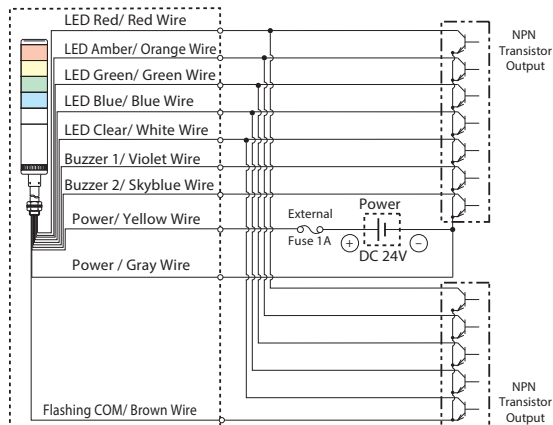 LED Red/ Red Wire
LED Amber/ Orange Wire
LED Green/ Green Wire
LED Blue/ Blue Wire
LED Clear/ White Wire
Buzzer 1/ Violet Wire
Buzzer 2/ Skyblue Wire
Power/ Yellow Wire
Power / Gray Wire
Flashing COM/ Brown Wire
External
Fuse 1A
Power
+
−
DC 24V
NPN
Transistor
Output
NPN
Transistor
Output